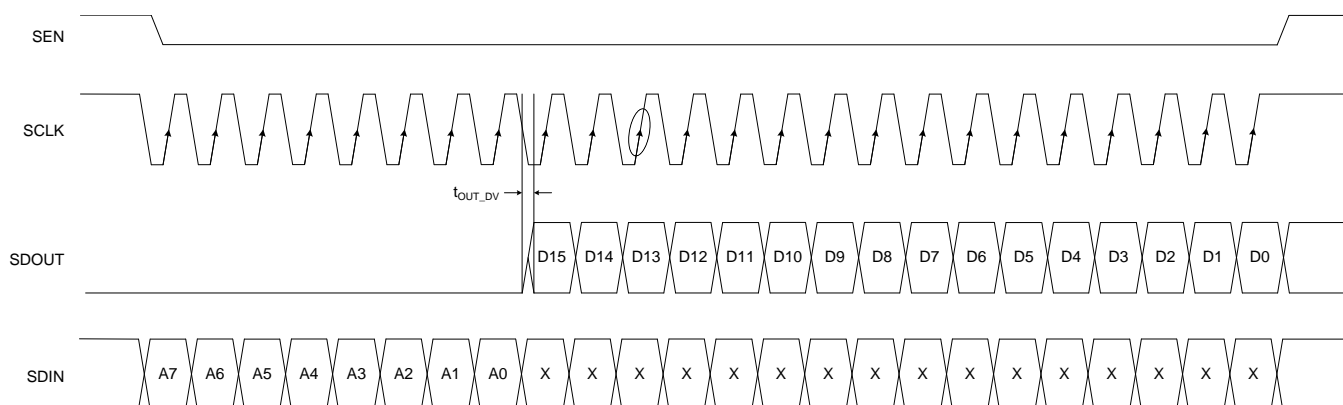 SEN
SCLK
tOUT_DV
SDOUT
D15 D14 D13 D12 D11 D10 D9 D8 D7 D6 D5 D4 D3 D2 D1 D0
SDIN
A7 A6 A5 A4 A3 A2 A1 A0 X X X X X X X X X X X X X X X X